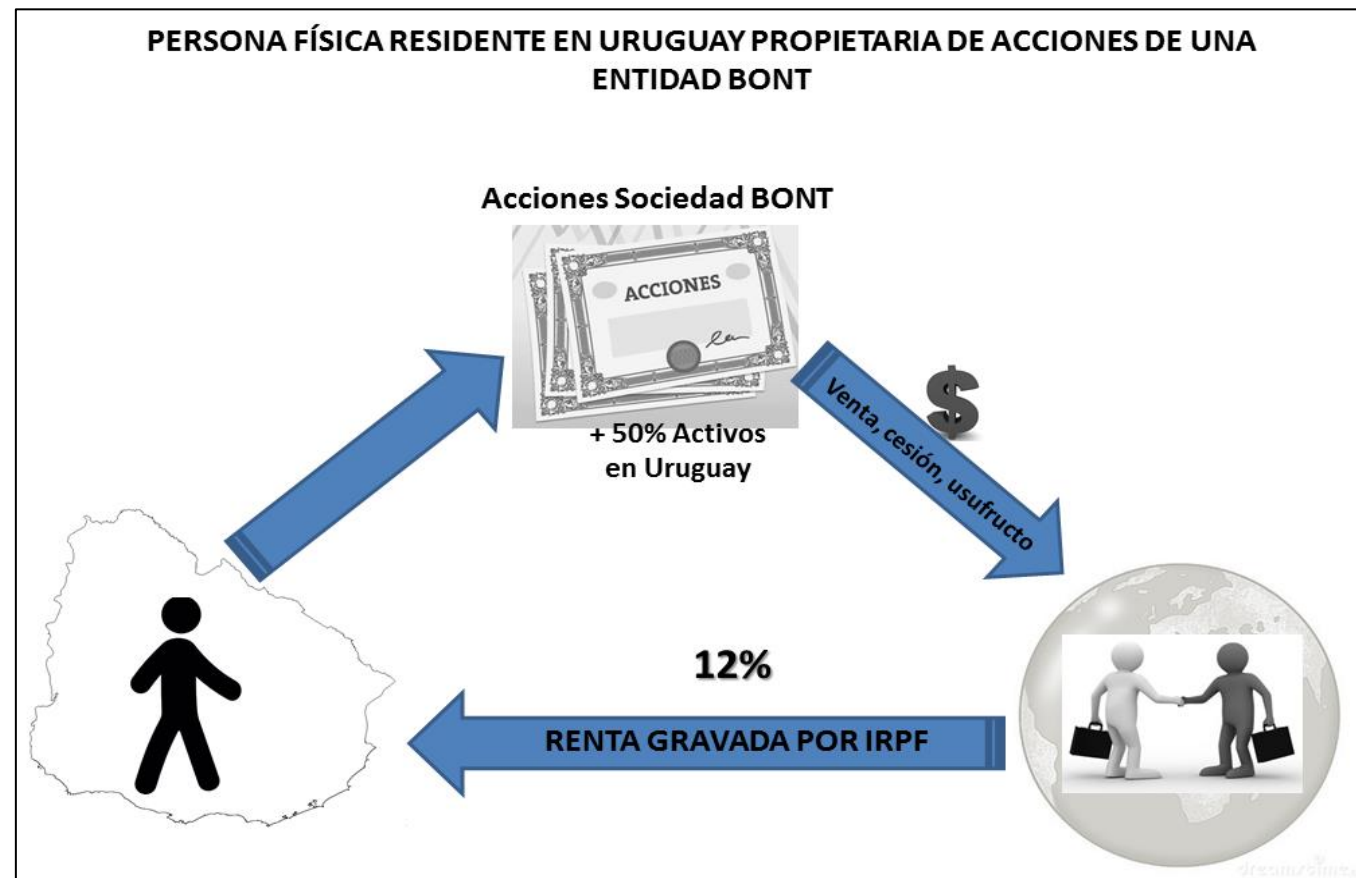 PERSONA FÍSICA RESIDENTE EN URUGUAY PROPIETARIA DE ACCIONES DE UNA
ENTIDAD BONT
Acciones Sociedad BONT
ACCIONES
+ 50% Activos
en Uruguay
$
Venta, cesión, usufructo
12%
RENTA GRAVADA POR IRPF
dreamstime